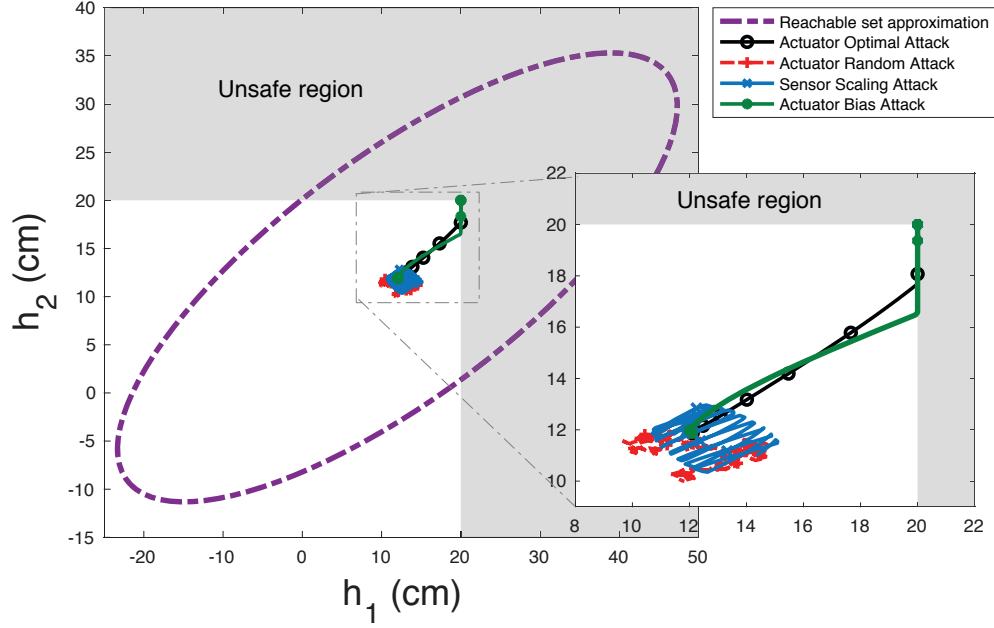 Reachable set approximation
Actuator Optimal Attack
Actuator Random Attack
Sensor Scaling Attack
Actuator Bias Attack
Unsafe region
40
35
30
25
20
15
10
5
0
-5
-10
-15
h2 (cm)
-20 -10 0 10 20 30 40 50
h1 (cm)
Unsafe region
22
20
18
16
14
12
10
8 10 12 14 16 18 20 22